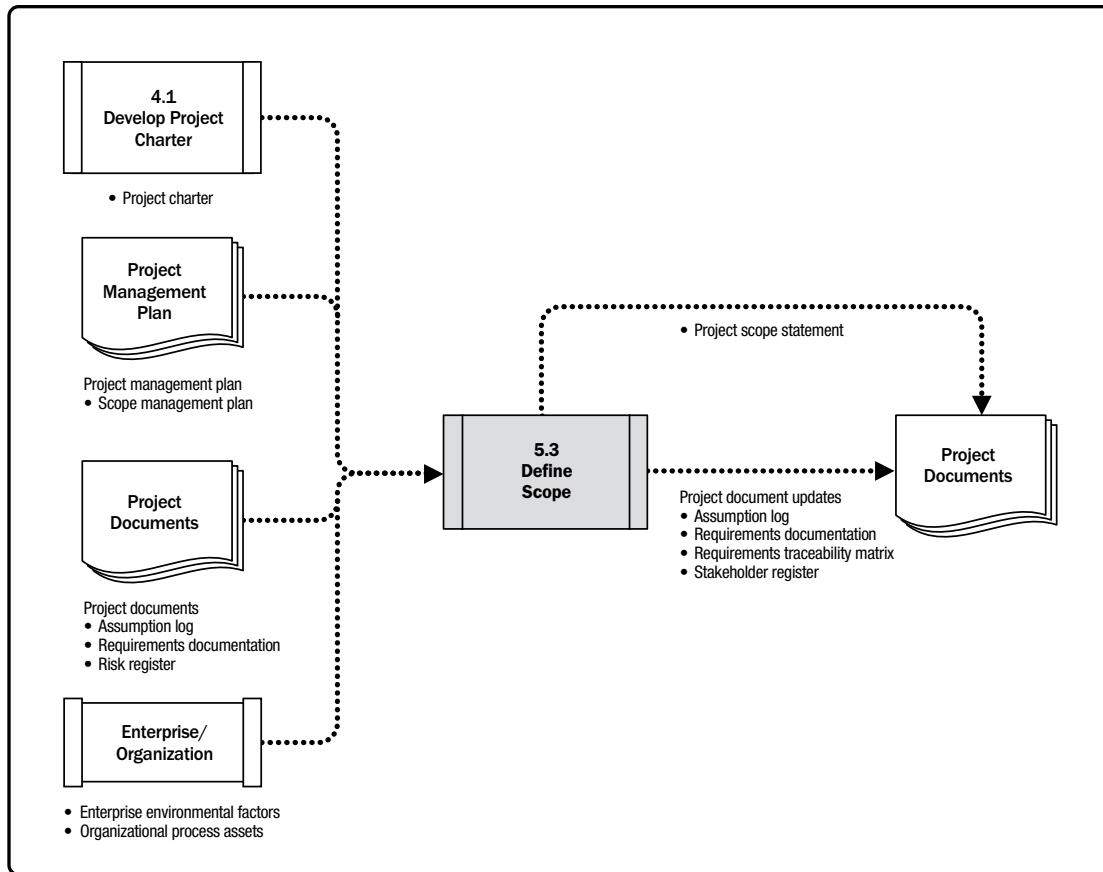 4.1
Develop Project
Charter
• Project charter
Project
Management
Plan
Project management plan
• Scope management plan
Project
Documents
Project documents
• Assumption log
• Requirements documentation
• Risk register
Enterprise/
Organization
• Enterprise environmental factors
• Organizational process assets
5.3
Define
Scope
• Project scope statement
Project document updates
• Assumption log
• Requirements documentation
• Requirements traceability matrix
• Stakeholder register
Project
Documents